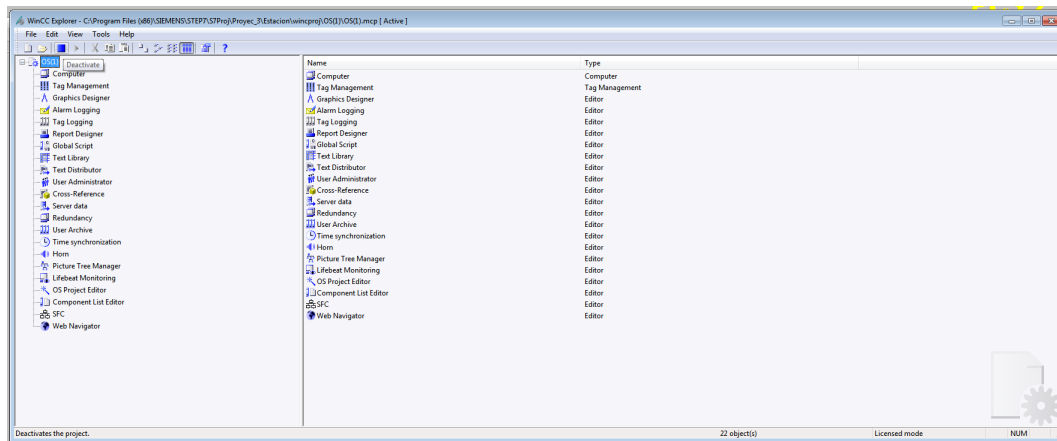 WinCC Explorer - C:\Program Files (x86)\SIEMENS\STEP7\S7Proj\Proyec_3\Estacion\wincproj\OS(1)\OS(1).mcp [ Active ]
File Edit View Tools Help
OS(1)
Deactivate
Computer
Tag Management
Graphics Designer
Alarm Logging
Tag Logging
Report Designer
Global Script
Text Library
Text Distributor
User Administrator
Cross-Reference
Server data
Redundancy
User Archive
Time synchronization
Horn
Picture Tree Manager
Lifebeat Monitoring
OS Project Editor
Component List Editor
SFC
Web Navigator
Name Type
Computer Computer
Tag Management Tag Management
Graphics Designer Editor
Alarm Logging Editor
Tag Logging Editor
Report Designer Editor
Global Script Editor
Text Library Editor
Text Distributor Editor
User Administrator Editor
Cross-Reference Editor
Server data Editor
Redundancy Editor
User Archive Editor
Time synchronization Editor
Horn Editor
Picture Tree Manager Editor
Lifebeat Monitoring Editor
OS Project Editor Editor
Component List Editor Editor
SFC Editor
Web Navigator Editor
Deactivates the project. 22 object(s) Licensed mode NUM